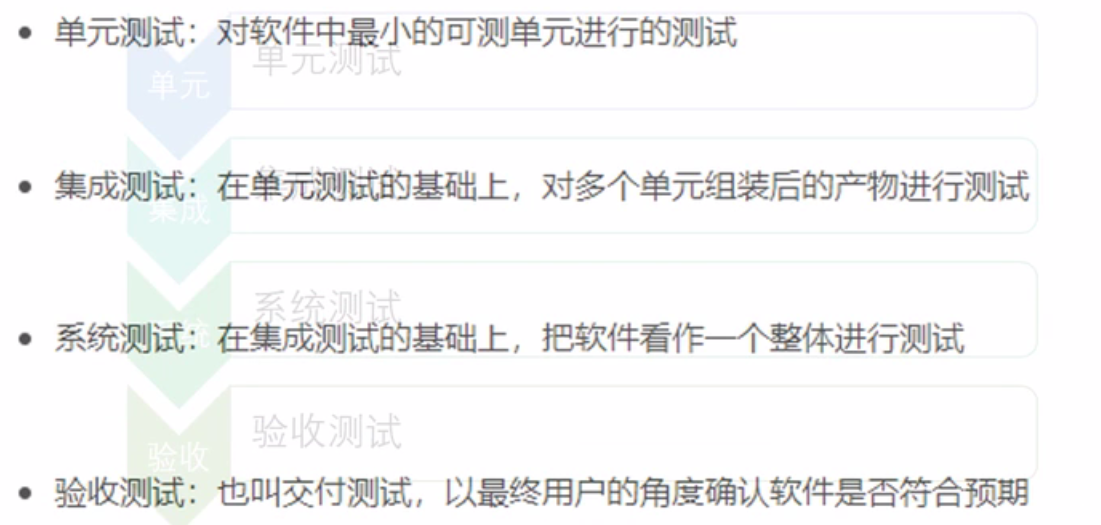 • 单元测试：对软件中最小的可测单元进行的测试
单元测试
单元
• 集成测试：在单元测试的基础上，对多个单元组装后的产物进行测试
集成测试
集成
系统测试
• 系统测试：在集成测试的基础上，把软件看作一个整体进行测试
系统
验收测试
验收
• 验收测试：也叫交付测试，以最终用户的角度确认软件是否符合预期